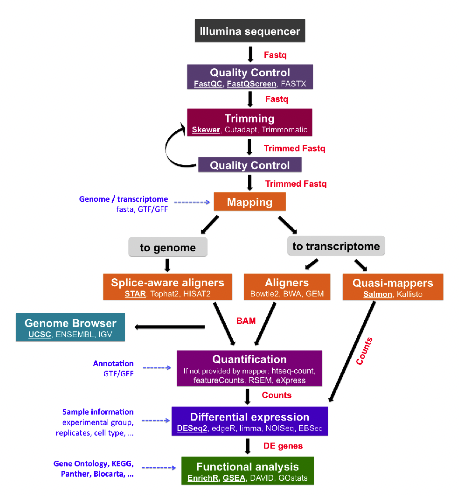 Illumina sequencer
Fastq
Quality Control
FastQC, FastQScreen, FASTX
Fastq
Trimming
Skewer, Cutadapt, Trimmomatic
Trimmed Fastq
Quality Control
Trimmed Fastq
Genome / transcriptome
fasta, GTF/GFF
Mapping
to genome
to transcriptome
Splice-aware aligners
STAR, Tophat2, HISAT2
Aligners
Bowtie2, BWA, GEM
Quasi-mappers
Salmon, Kallisto
Genome Browser
UCSC, ENSEMBL, IGV
BAM
Counts
Annotation
GTF/GFF
Quantification
If not provided by mapper, htseq-count,
featureCounts, RSEM, eXpress
Counts
Sample information
experimental group,
replicates, cell type, ...
Differential expression
DESeq2, edgeR, limma, NOISeq, EBSeq
DE genes
Gene Ontology, KEGG,
Panther, Biocarta, ...
Functional analysis
EnrichR, GSEA, DAVID, GOstats